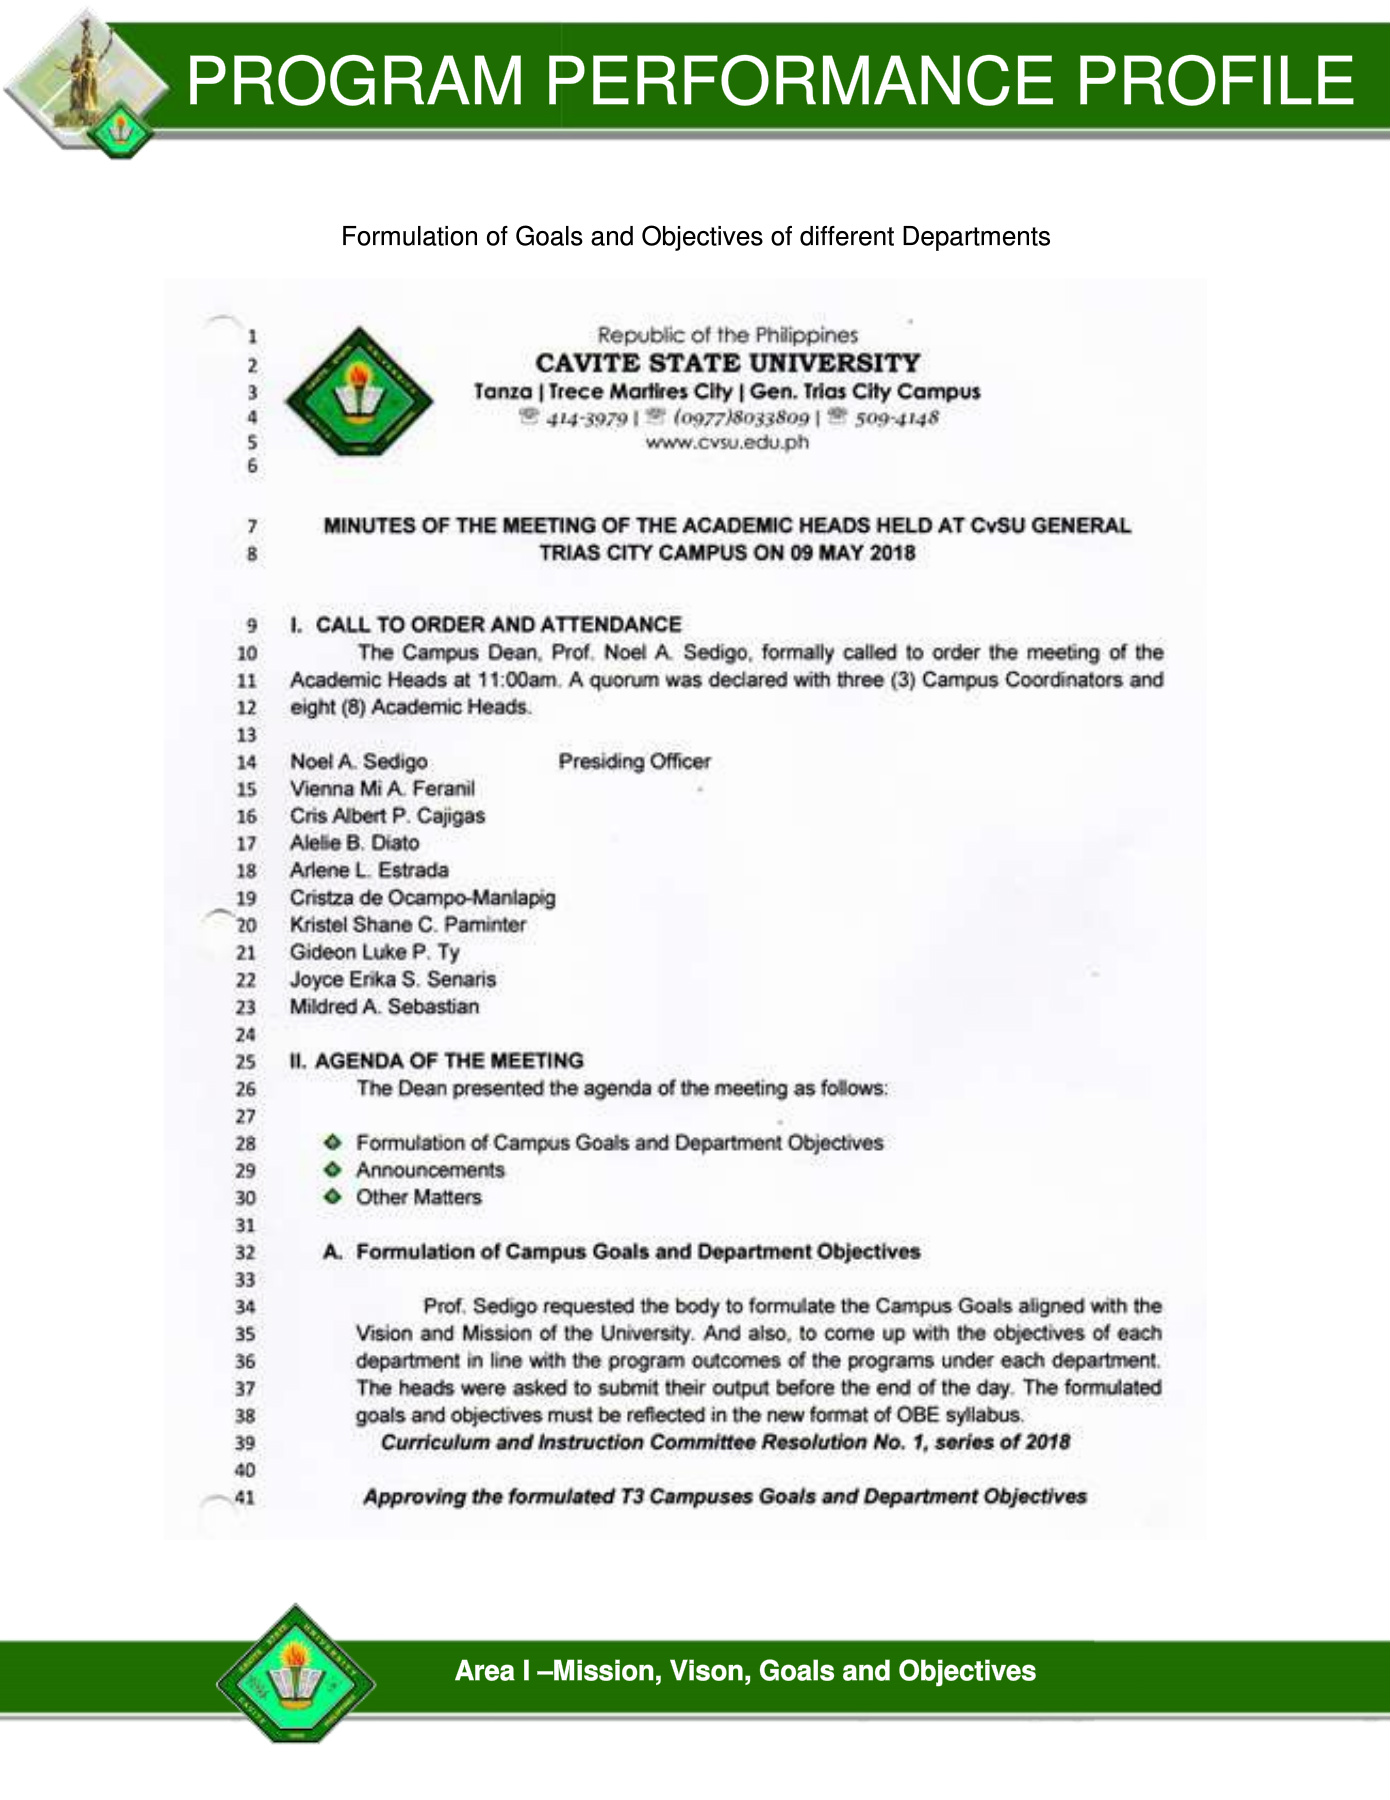 PROGRAM PERFORMANCE PROFILE
Formulation of Goals and Objectives of different Departments
1 Republic of the Philippines
2 CAVITE STATE UNIVERSITY
3 Tanza | Trece Martires City | Gen. Trias City Campus
4 ☏ 414-3979 | ☏ (0977)8033809 | ☏ 509-4148
5 www.cvsu.edu.ph
6
7 MINUTES OF THE MEETING OF THE ACADEMIC HEADS HELD AT CvSU GENERAL
8 TRIAS CITY CAMPUS ON 09 MAY 2018
9 I. CALL TO ORDER AND ATTENDANCE
10 The Campus Dean, Prof. Noel A. Sedigo, formally called to order the meeting of the
11 Academic Heads at 11:00am. A quorum was declared with three (3) Campus Coordinators and
12 eight (8) Academic Heads.
13
14 Noel A. Sedigo Presiding Officer
15 Vienna Mi A. Feranil
16 Cris Albert P. Cajigas
17 Alelie B. Diato
18 Arlene L. Estrada
19 Cristza de Ocampo-Manlapig
20 Kristel Shane C. Paminter
21 Gideon Luke P. Ty
22 Joyce Erika S. Senaris
23 Mildred A. Sebastian
24
25 II. AGENDA OF THE MEETING
26 The Dean presented the agenda of the meeting as follows:
27
28 Formulation of Campus Goals and Department Objectives
29 Announcements
30 Other Matters
31
32 A. Formulation of Campus Goals and Department Objectives
33
34 Prof. Sedigo requested the body to formulate the Campus Goals aligned with the
35 Vision and Mission of the University. And also, to come up with the objectives of each
36 department in line with the program outcomes of the programs under each department.
37 The heads were asked to submit their output before the end of the day. The formulated
38 goals and objectives must be reflected in the new format of OBE syllabus.
39 Curriculum and Instruction Committee Resolution No. 1, series of 2018
40
41 Approving the formulated T3 Campuses Goals and Department Objectives
Area I –Mission, Vison, Goals and Objectives